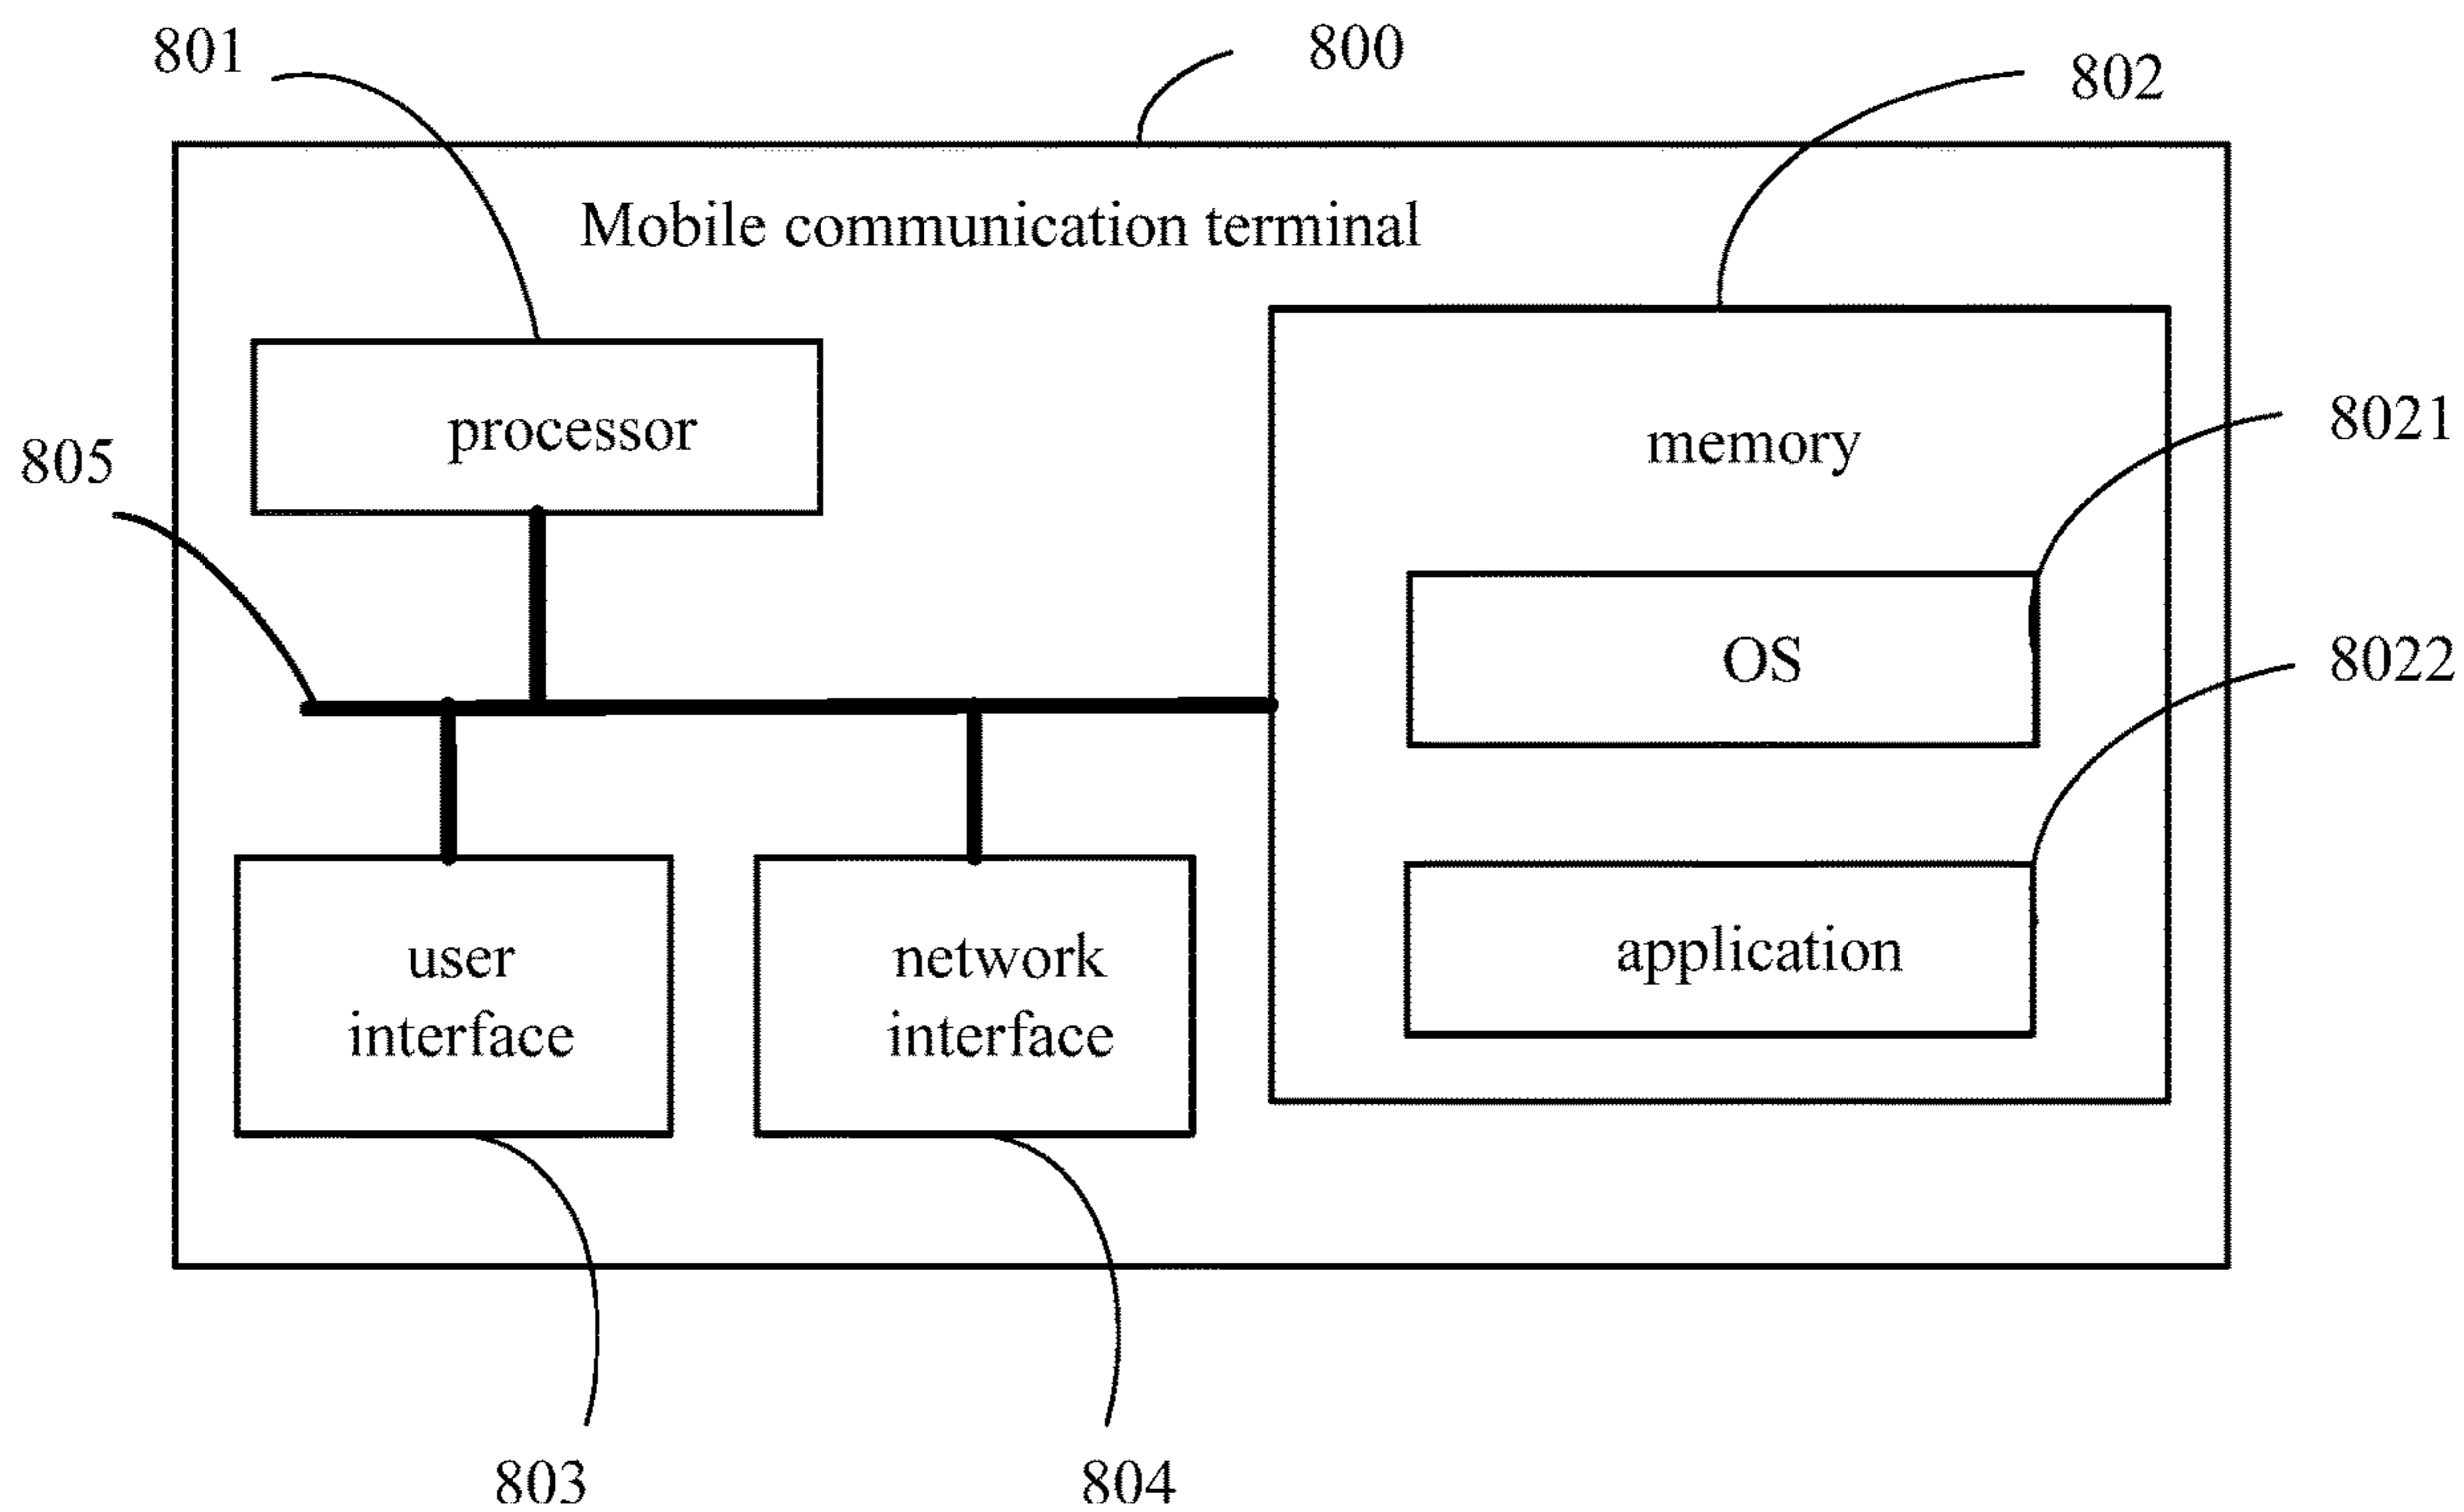 801
800
802
Mobile communication terminal
processor
memory
8021
805
OS
8022
user
interface
network
interface
application
803
804